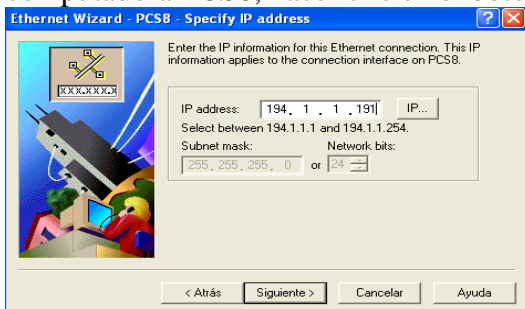 Ethernet Wizard - PCS8 - Specify IP address
Enter the IP information for this Ethernet connection. This IP
information applies to the connection interface on PCS8.
XXX.XXX.X
IP address: 194 . 1 . 1 . 191 IP...
Select between 194.1.1.1 and 194.1.1.254.
Subnet mask: Network bits:
255 . 255 . 255 . 0 or 24
< Atrás Siguiente > Cancelar Ayuda